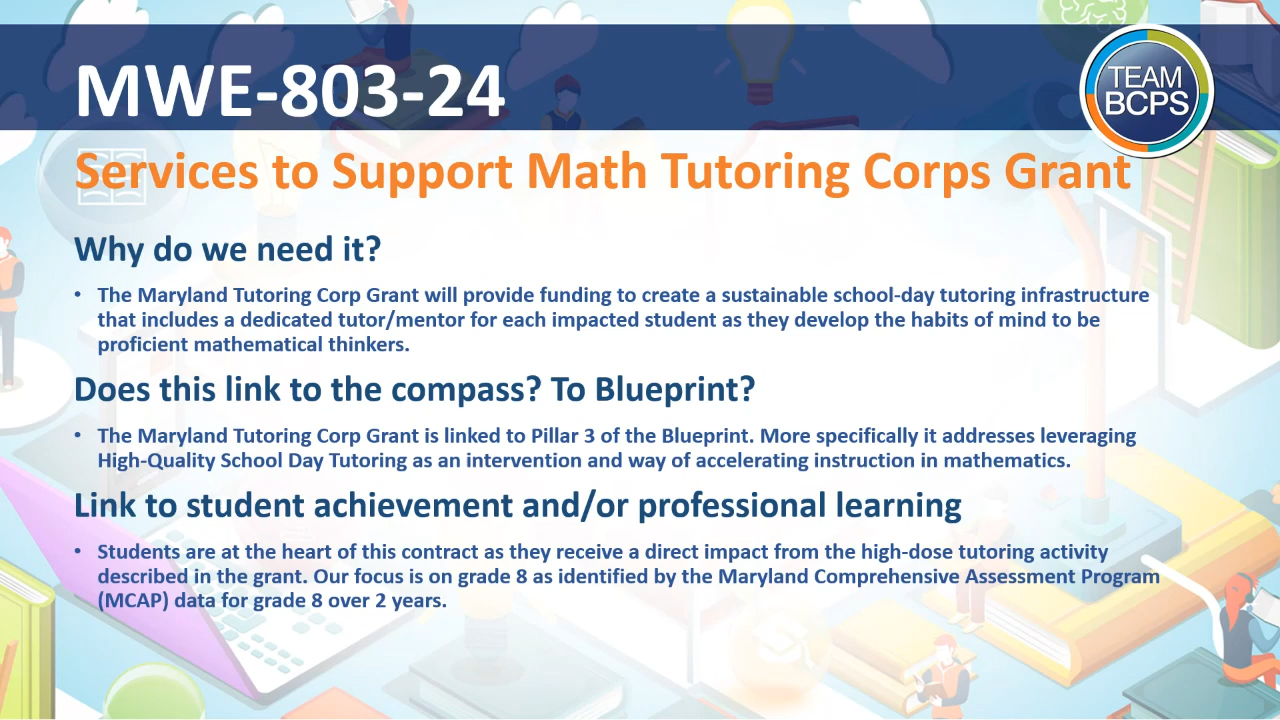 MWE-803-24
TEAM
BCPS
Services to Support Math Tutoring Corps Grant
Why do we need it?
• The Maryland Tutoring Corp Grant will provide funding to create a sustainable school-day tutoring infrastructure
that includes a dedicated tutor/mentor for each impacted student as they develop the habits of mind to be
proficient mathematical thinkers.
Does this link to the compass? To Blueprint?
• The Maryland Tutoring Corp Grant is linked to Pillar 3 of the Blueprint. More specifically it addresses leveraging
High-Quality School Day Tutoring as an intervention and way of accelerating instruction in mathematics.
Link to student achievement and/or professional learning
• Students are at the heart of this contract as they receive a direct impact from the high-dose tutoring activity
described in the grant. Our focus is on grade 8 as identified by the Maryland Comprehensive Assessment Program
(MCAP) data for grade 8 over 2 years.